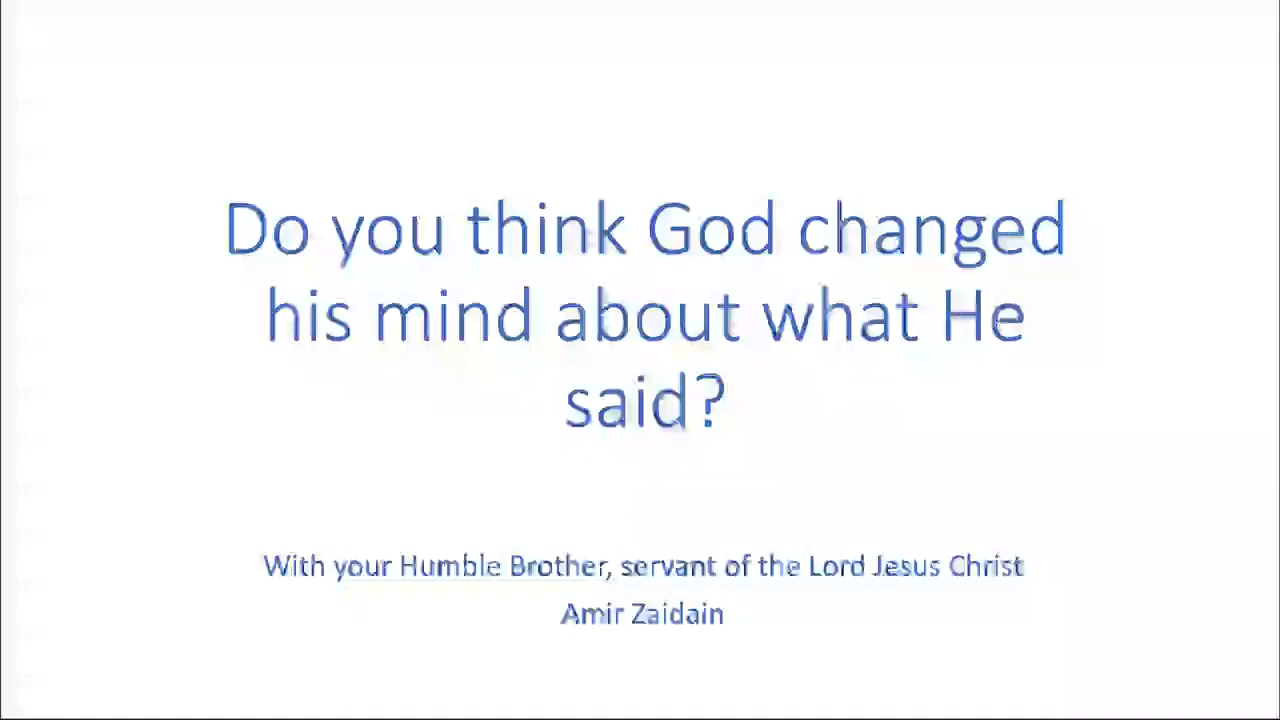 Do you think God changed
his mind about what He
said?
With your Humble Brother, servant of the Lord Jesus Christ
Amir Zaidain